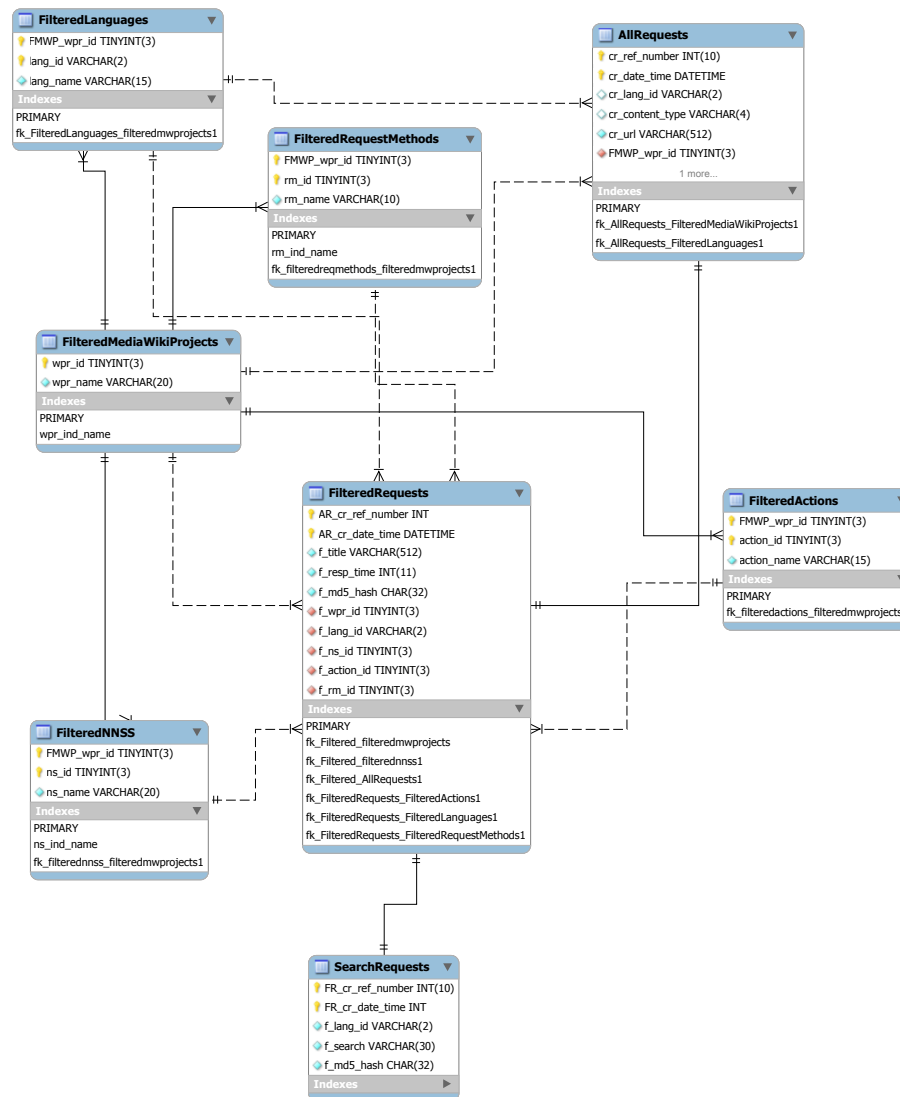 FilteredLanguages
FMWP_wpr_id TINYINT(3)
lang_id VARCHAR(2)
lang_name VARCHAR(15)
Indexes
PRIMARY
fk_FilteredLanguages_filteredmwprojects1
AllRequests
cr_ref_number INT(10)
cr_date_time DATETIME
cr_lang_id VARCHAR(2)
cr_content_type VARCHAR(4)
cr_url VARCHAR(512)
FMWP_wpr_id TINYINT(3)
1 more...
Indexes
PRIMARY
fk_AllRequests_FilteredMediaWikiProjects1
fk_AllRequests_FilteredLanguages1
FilteredRequestMethods
FMWP_wpr_id TINYINT(3)
rm_id TINYINT(3)
rm_name VARCHAR(10)
Indexes
PRIMARY
rm_ind_name
fk_filteredreqmethods_filteredmwprojects1
FilteredMediaWikiProjects
wpr_id TINYINT(3)
wpr_name VARCHAR(20)
Indexes
PRIMARY
wpr_ind_name
FilteredRequests
AR_cr_ref_number INT
AR_cr_date_time DATETIME
f_title VARCHAR(512)
f_resp_time INT(11)
f_md5_hash CHAR(32)
f_wpr_id TINYINT(3)
f_lang_id VARCHAR(2)
f_ns_id TINYINT(3)
f_action_id TINYINT(3)
f_rm_id TINYINT(3)
Indexes
PRIMARY
fk_Filtered_filteredmwprojects
fk_Filtered_filterednnss1
fk_Filtered_AllRequests1
fk_FilteredRequests_FilteredActions1
fk_FilteredRequests_FilteredLanguages1
fk_FilteredRequests_FilteredRequestMethods1
FilteredActions
FMWP_wpr_id TINYINT(3)
action_id TINYINT(3)
action_name VARCHAR(15)
Indexes
PRIMARY
fk_filteredactions_filteredmwprojects
FilteredNNSS
FMWP_wpr_id TINYINT(3)
ns_id TINYINT(3)
ns_name VARCHAR(20)
Indexes
PRIMARY
ns_ind_name
fk_filterednnss_filteredmwprojects1
SearchRequests
FR_cr_ref_number INT(10)
FR_cr_date_time INT
f_lang_id VARCHAR(2)
f_search VARCHAR(30)
f_md5_hash CHAR(32)
Indexes